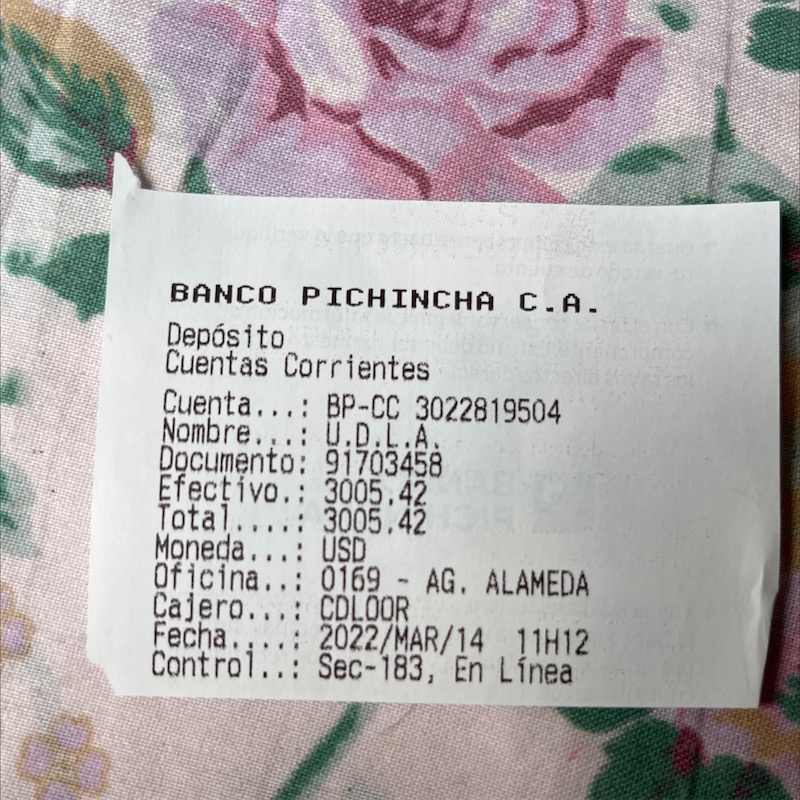 BANCO PICHINCHA C.A.
Depósito
Cuentas Corrientes
Cuenta...: BP-CC 3022819504
Nombre...: U.D.L.A.
Documento: 91703458
Efectivo.: 3005.42
Total....: 3005.42
Moneda...: USD
Oficina..: 0169 - AG. ALAMEDA
Cajero...: CDLOOR
Fecha....: 2022/MAR/14 11H12
Control..: Sec-183, En Línea